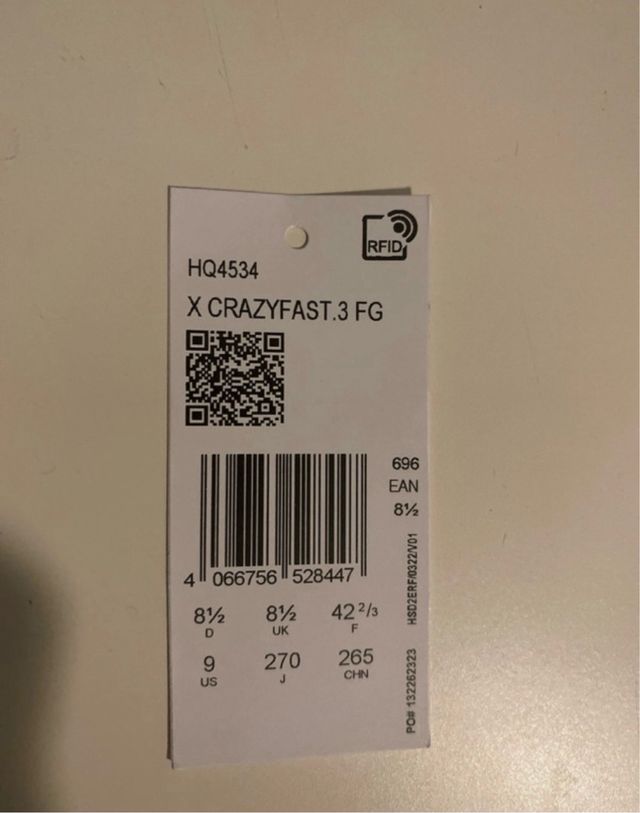 RFID
HQ4534
X CRAZYFAST.3 FG
696
EAN
8½
4 066756 528447
8½ 8½ 42 2/3
D UK F
9 270 265
US J CHN
HSD2ERF/0322/V01
PO# 132262323